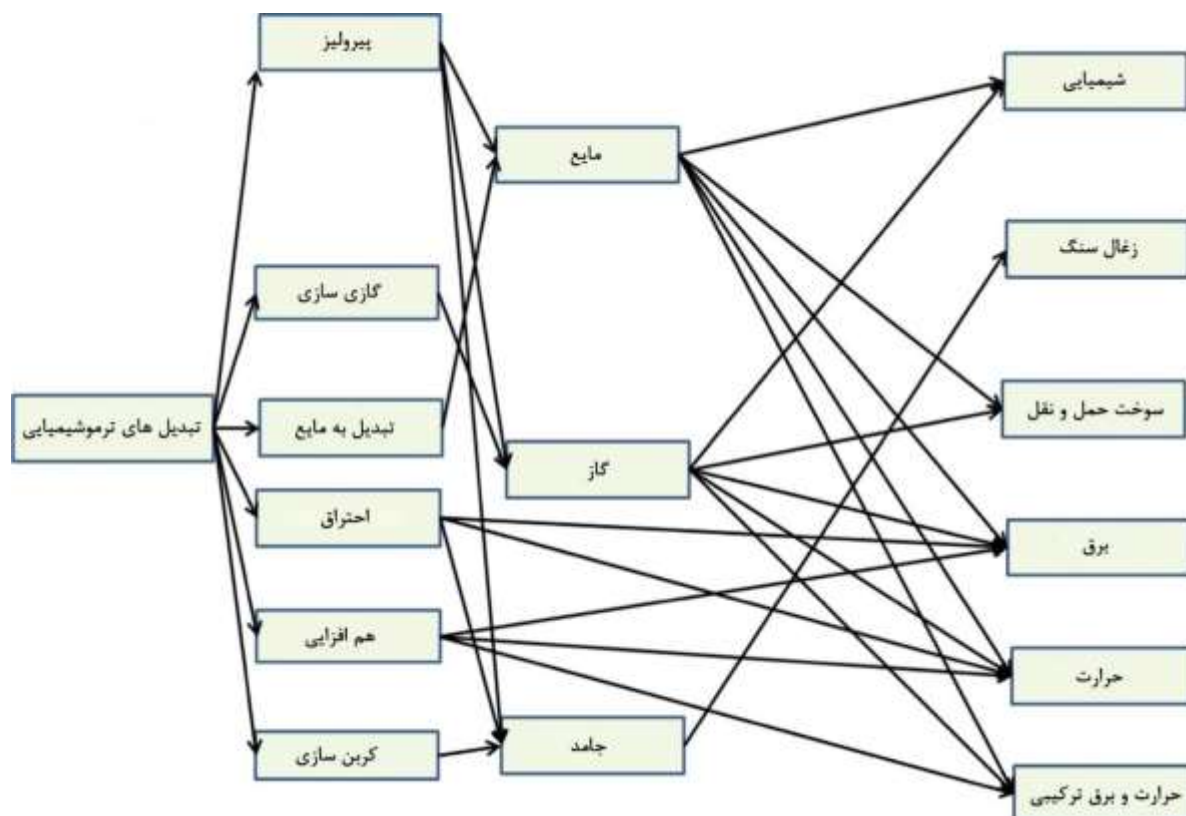 پیرولیز
شیمیایی
مایع
زغال سنگ
گازی سازی
تبدیل های ترموشیمیایی
تبدیل به مایع
سوخت حمل و نقل
گاز
احتراق
برق
هم افزایی
حرارت
جامد
کربن سازی
حرارت و برق ترکیبی